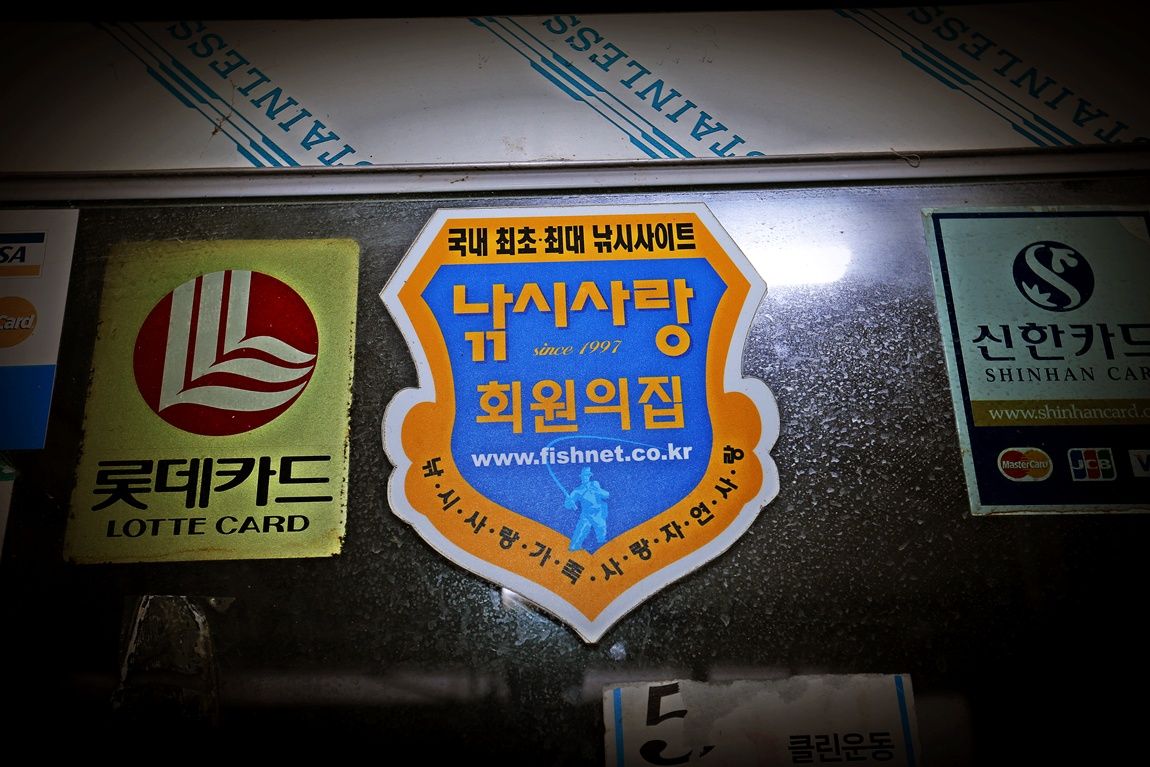 STAINLESS
STAINLESS
STAINLESS
국내 최초·최대 낚시사이트
낚시사랑
since 1997
회원의집
www.fishnet.co.kr
낚·시·사·랑·가·족·사·랑·자·연·사·랑
롯데카드
LOTTE CARD
신한카드
SHINHAN CAR
www.shinhancard.c
MasterCard
JCB
5
클린운동